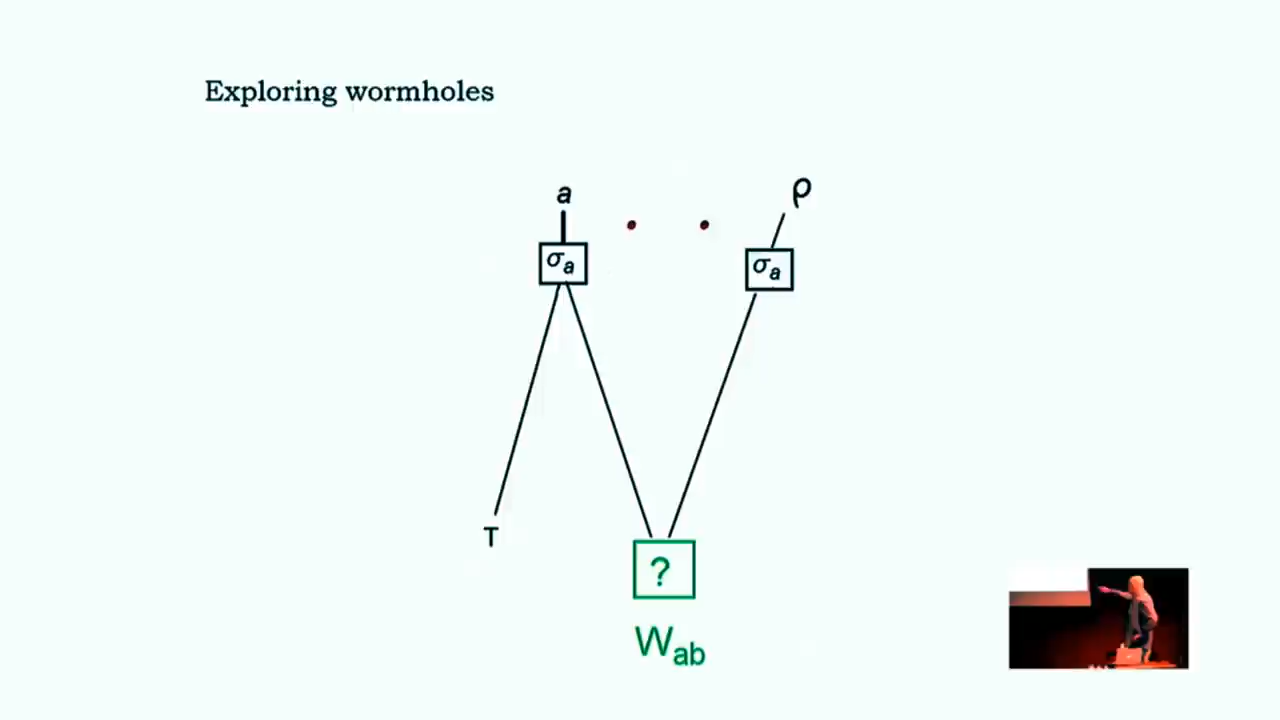 Exploring wormholes
a
ρ
σa
σa
T
?
Wab